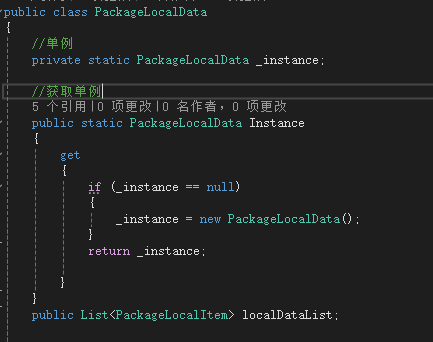 public class PackageLocalData
{
//单例
private static PackageLocalData _instance;
//获取单例
5 个引用|0 项更改|0 名作者，0 项更改
public static PackageLocalData Instance
{
get
{
if (_instance == null)
{
_instance = new PackageLocalData();
}
return _instance;
}
}
public List<PackageLocalItem> localDataList;